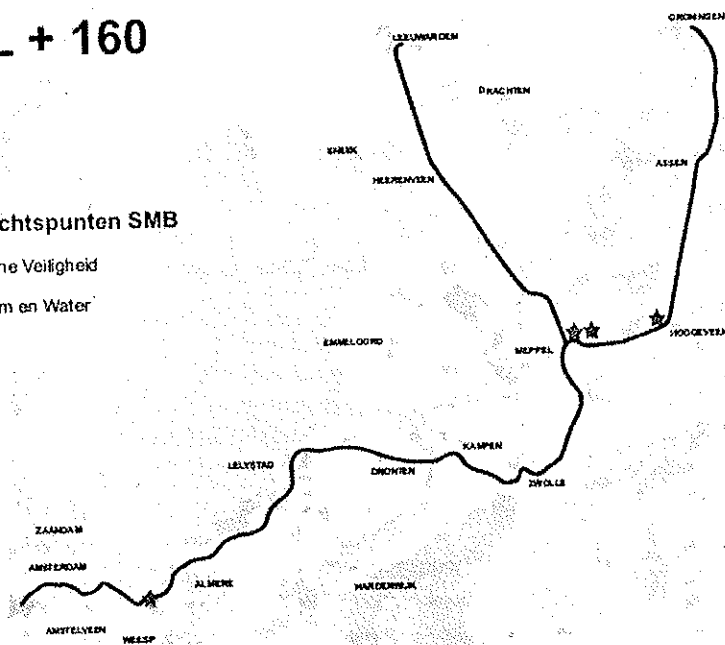 L + 160
chtspunten SMB
ne Veiligheid
m en Water
GRONINGEN
LEEUWARDEN
DRACHTEN
SNEEK
ASSEN
HEERENVEEN
HOOGEVEEN
EMMELOORD
MEPPEL
KAMPEN
LELYSTAD
DRONTEN
ZWOLLE
ZAANDAM
AMSTERDAM
ALMERE
HARDERWIJK
AMSTELVEEN
WEESP